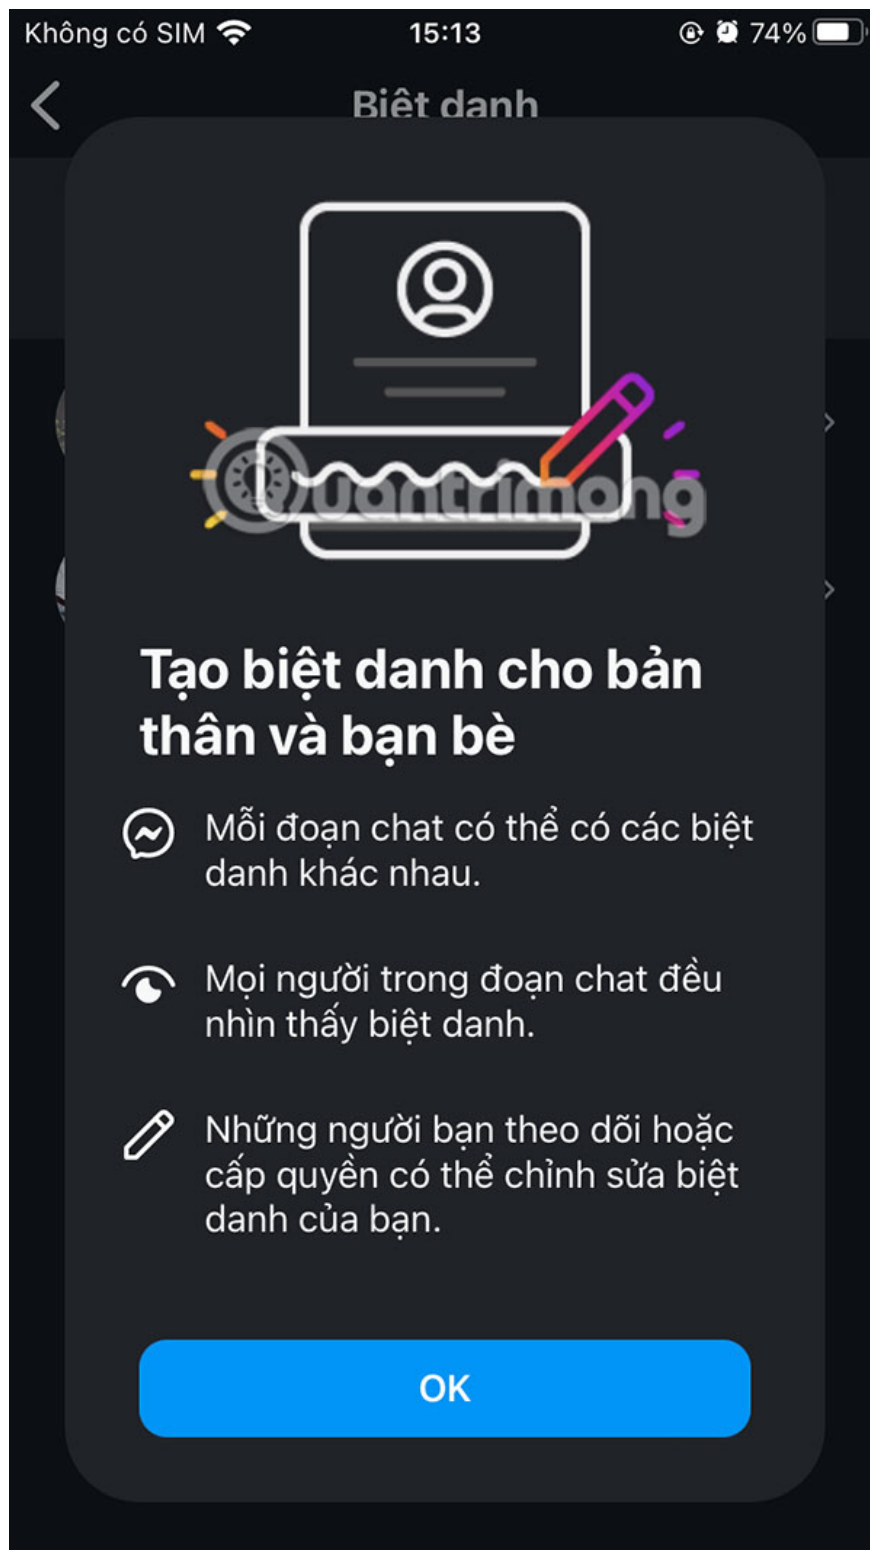 Không có SIM 15:13 74%
Biệt danh
Quantrimang
Tạo biệt danh cho bản
thân và bạn bè
Mỗi đoạn chat có thể có các biệt
danh khác nhau.
Mọi người trong đoạn chat đều
nhìn thấy biệt danh.
Những người bạn theo dõi hoặc
cấp quyền có thể chỉnh sửa biệt
danh của bạn.
OK